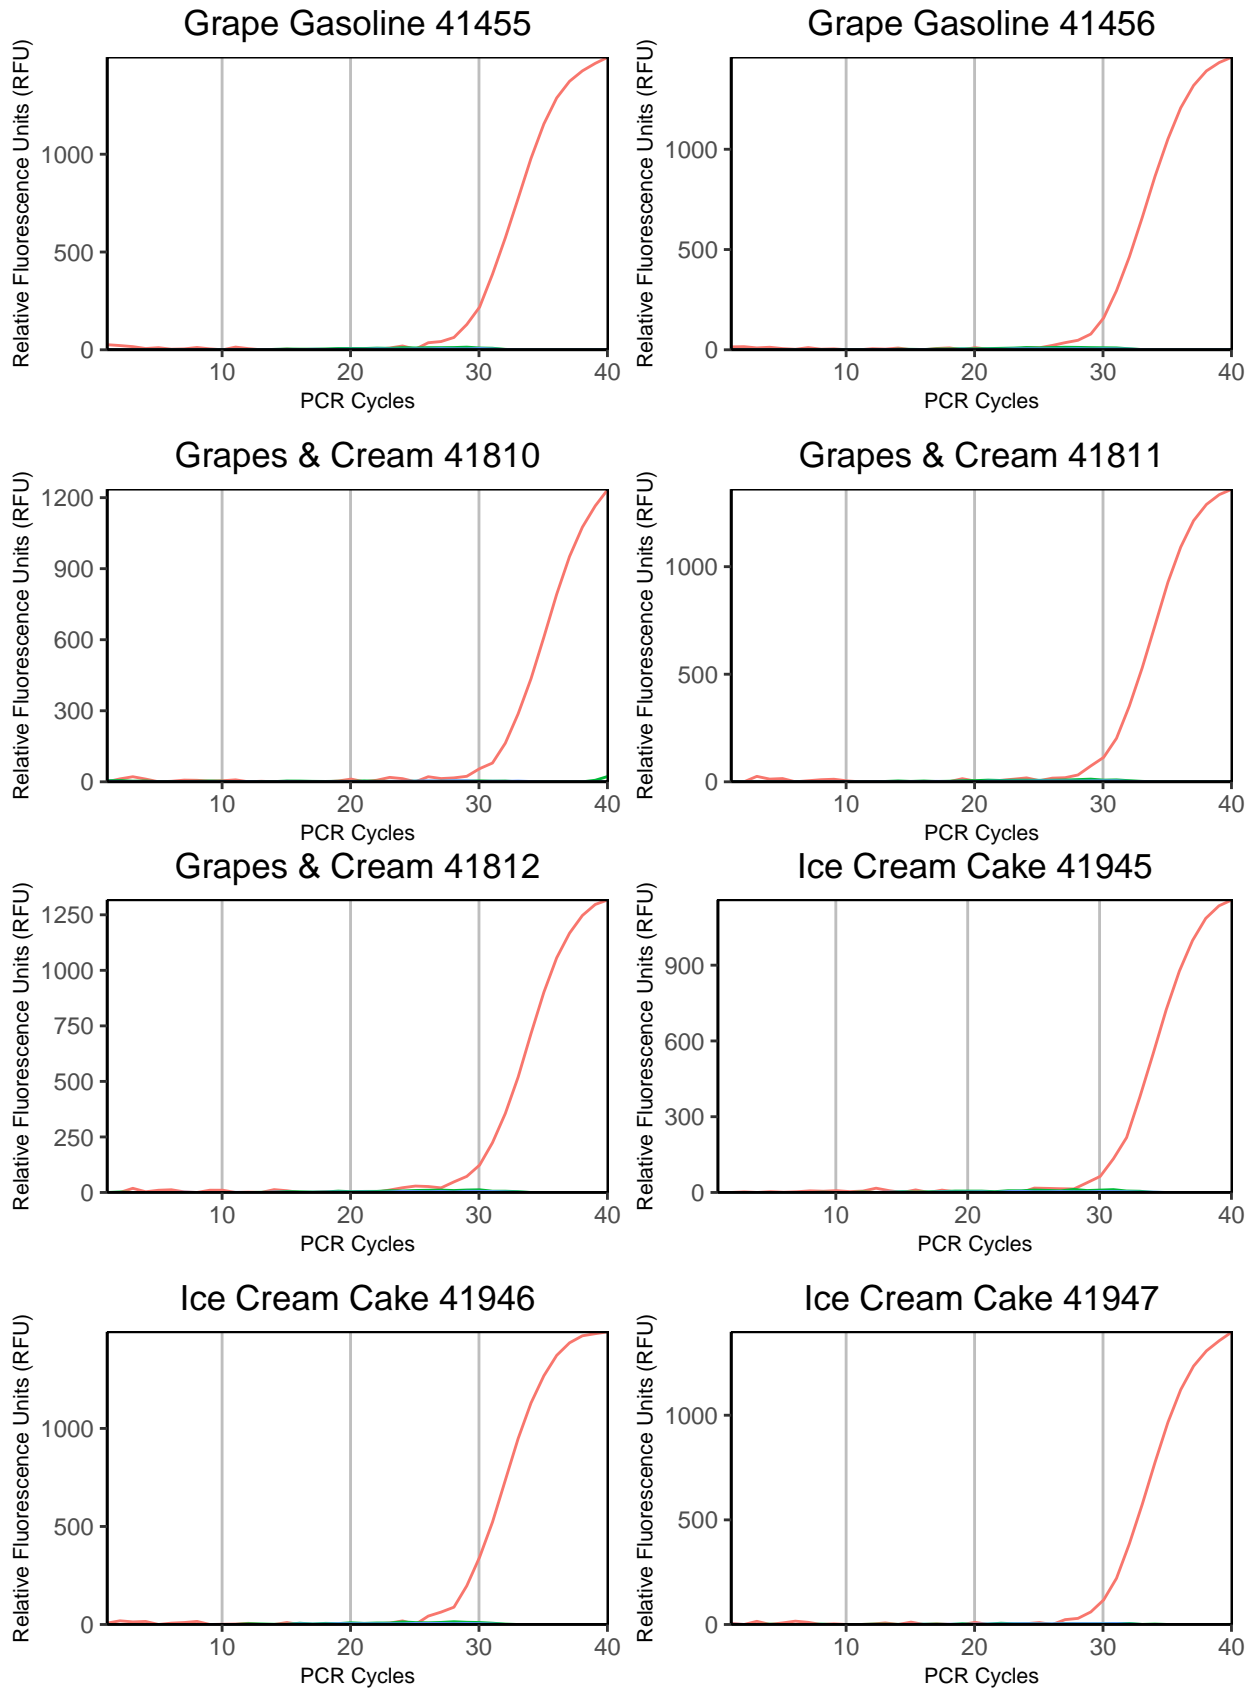 Grape Gasoline 41455
Relative Fluorescence Units (RFU)
1000
500
0
10 20 30 40
PCR Cycles
Grape Gasoline 41456
Relative Fluorescence Units (RFU)
1000
500
0
10 20 30 40
PCR Cycles
Grapes & Cream 41810
Relative Fluorescence Units (RFU)
1200
900
600
300
0
10 20 30 40
PCR Cycles
Grapes & Cream 41811
Relative Fluorescence Units (RFU)
1000
500
0
10 20 30 40
PCR Cycles
Grapes & Cream 41812
Relative Fluorescence Units (RFU)
1250
1000
750
500
250
0
10 20 30 40
PCR Cycles
Ice Cream Cake 41945
Relative Fluorescence Units (RFU)
900
600
300
0
10 20 30 40
PCR Cycles
Ice Cream Cake 41946
Relative Fluorescence Units (RFU)
1000
500
0
10 20 30 40
PCR Cycles
Ice Cream Cake 41947
Relative Fluorescence Units (RFU)
1000
500
0
10 20 30 40
PCR Cycles